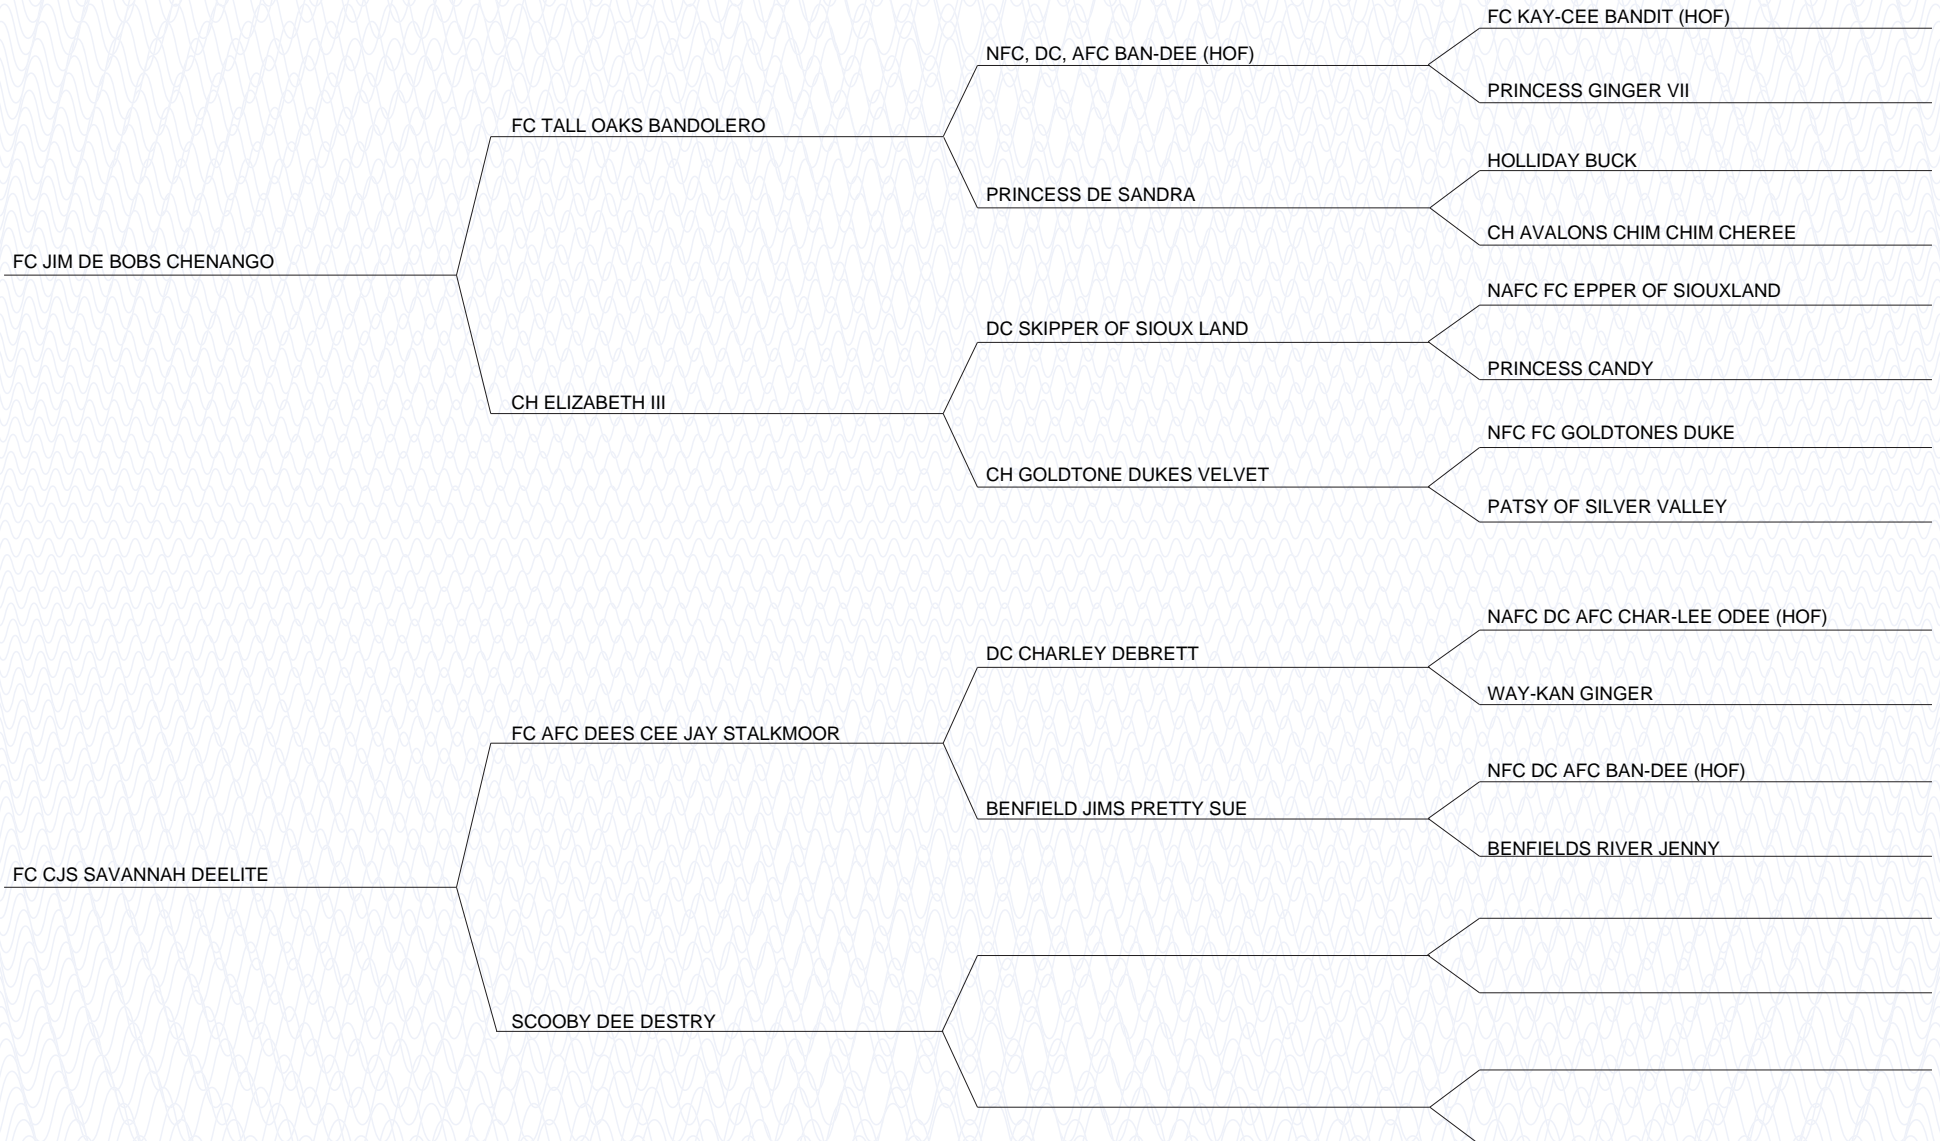 FC KAY-CEE BANDIT (HOF)
NFC, DC, AFC BAN-DEE (HOF)
PRINCESS GINGER VII
FC TALL OAKS BANDOLERO
HOLLIDAY BUCK
PRINCESS DE SANDRA
CH AVALONS CHIM CHIM CHEREE
FC JIM DE BOBS CHENANGO
NAFC FC EPPER OF SIOUXLAND
DC SKIPPER OF SIOUX LAND
PRINCESS CANDY
CH ELIZABETH III
NFC FC GOLDTONES DUKE
CH GOLDTONE DUKES VELVET
PATSY OF SILVER VALLEY
NAFC DC AFC CHAR-LEE ODEE (HOF)
DC CHARLEY DEBRETT
WAY-KAN GINGER
FC AFC DEES CEE JAY STALKMOOR
NFC DC AFC BAN-DEE (HOF)
BENFIELD JIMS PRETTY SUE
BENFIELDS RIVER JENNY
FC CJS SAVANNAH DEELITE
SCOOBY DEE DESTRY